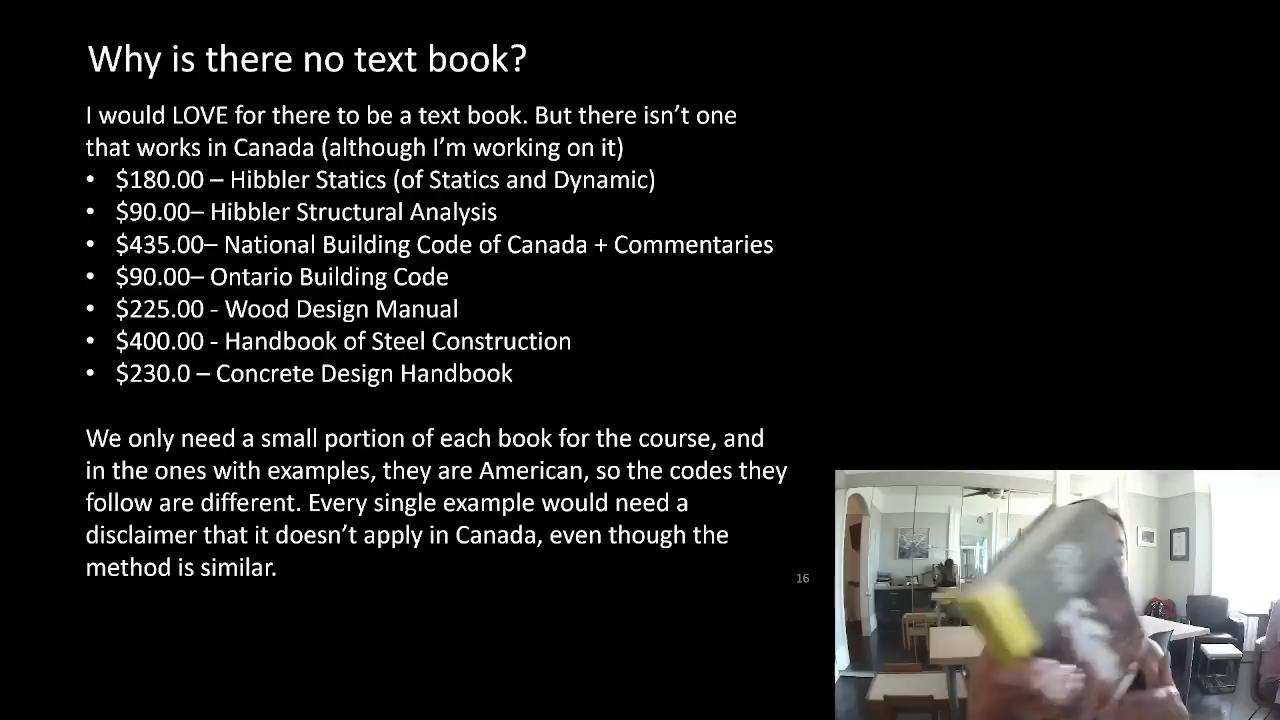 Why is there no text book?
I would LOVE for there to be a text book. But there isn’t one
that works in Canada (although I’m working on it)
• $180.00 – Hibbler Statics (of Statics and Dynamic)
• $90.00– Hibbler Structural Analysis
• $435.00– National Building Code of Canada + Commentaries
• $90.00– Ontario Building Code
• $225.00 - Wood Design Manual
• $400.00 - Handbook of Steel Construction
• $230.0 – Concrete Design Handbook
We only need a small portion of each book for the course, and
in the ones with examples, they are American, so the codes they
follow are different. Every single example would need a
disclaimer that it doesn’t apply in Canada, even though the
method is similar.
16